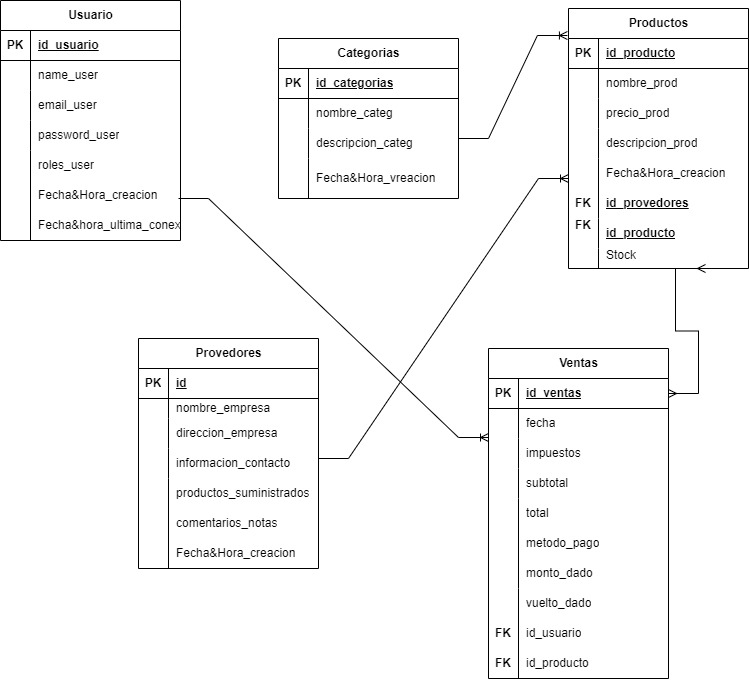 Usuario
PK id_usuario
name_user
email_user
password_user
roles_user
Fecha&Hora_creacion
Fecha&hora_ultima_conex
Categorias
PK id_categorias
nombre_categ
descripcion_categ
Fecha&Hora_vreacion
Productos
PK id_producto
nombre_prod
precio_prod
descripcion_prod
Fecha&Hora_creacion
FK id_provedores
FK id_producto
Stock
Provedores
PK id
nombre_empresa
direccion_empresa
informacion_contacto
productos_suministrados
comentarios_notas
Fecha&Hora_creacion
Ventas
PK id_ventas
fecha
impuestos
subtotal
total
metodo_pago
monto_dado
vuelto_dado
FK id_usuario
FK id_producto